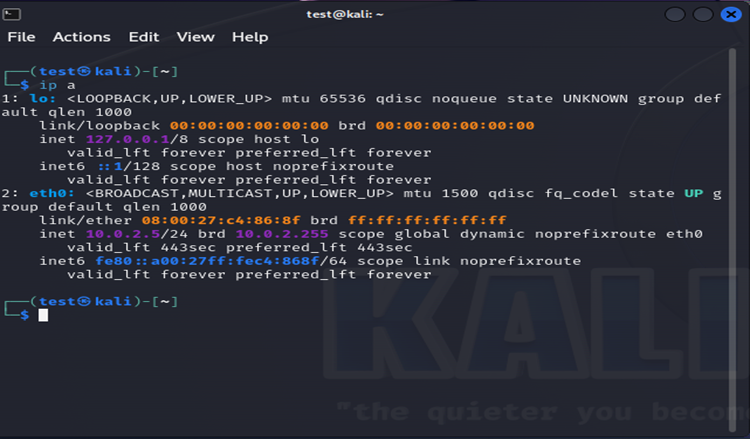 test@kali: ~
File Actions Edit View Help
┌──(test㉿kali)-[~]
└─$ ip a
1: lo: <LOOPBACK,UP,LOWER_UP> mtu 65536 qdisc noqueue state UNKNOWN group def
ault qlen 1000
    link/loopback 00:00:00:00:00:00 brd 00:00:00:00:00:00
    inet 127.0.0.1/8 scope host lo
       valid_lft forever preferred_lft forever
    inet6 ::1/128 scope host noprefixroute
       valid_lft forever preferred_lft forever
2: eth0: <BROADCAST,MULTICAST,UP,LOWER_UP> mtu 1500 qdisc fq_codel state UP g
roup default qlen 1000
    link/ether 08:00:27:c4:86:8f brd ff:ff:ff:ff:ff:ff
    inet 10.0.2.5/24 brd 10.0.2.255 scope global dynamic noprefixroute eth0
       valid_lft 443sec preferred_lft 443sec
    inet6 fe80::a00:27ff:fec4:868f/64 scope link noprefixroute
       valid_lft forever preferred_lft forever
┌──(test㉿kali)-[~]
└─$
KALI
"the quieter you becom